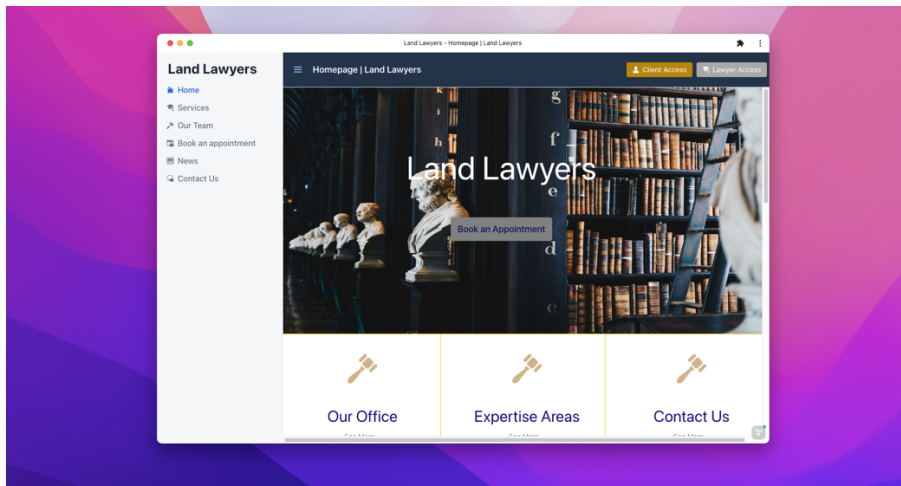 Land Lawyers - Homepage | Land Lawyers
Land Lawyers
Home
Services
Our Team
Book an appointment
News
Contact Us
Homepage | Land Lawyers
Client Access
Lawyer Access
k
i
h
g
f
e
d
c
Land Lawyers
Book an Appointment
Our Office
Expertise Areas
Contact Us